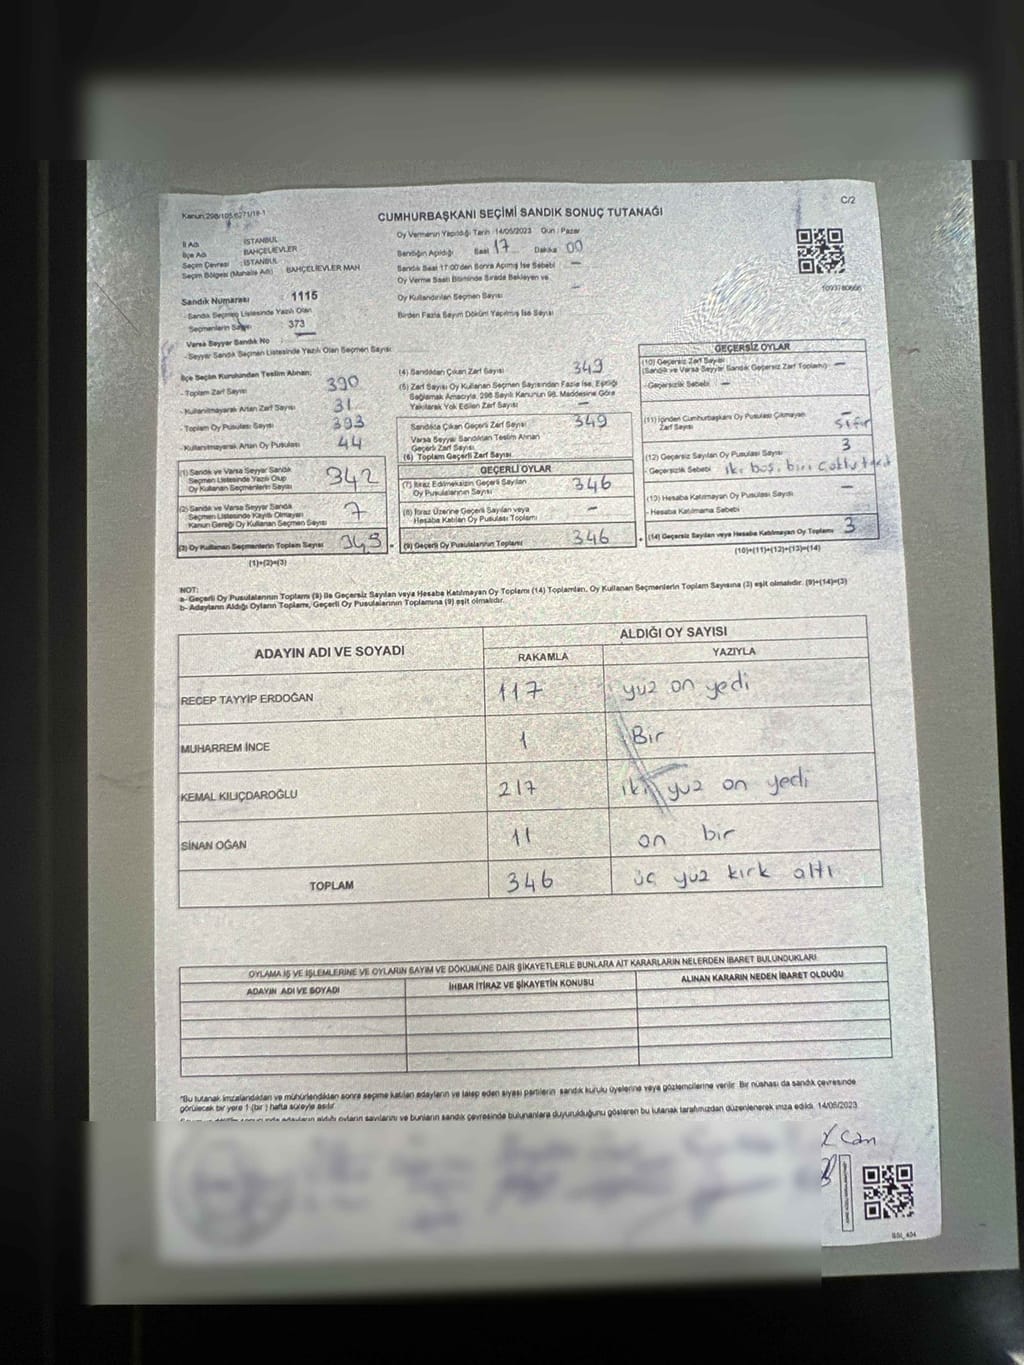 Kanun:298/105,6271/18-1
C/2
CUMHURBAŞKANI SEÇİMİ SANDIK SONUÇ TUTANAĞI
İl Adı : İSTANBUL
İlçe Adı : BAHÇELİEVLER
Seçim Çevresi : İSTANBUL
Seçim Bölgesi (Mahalle Adı) : BAHÇELİEVLER MAH
Oy Vermenin Yapıldığı Tarih :14/05/2023 Gün : Pazar
Sandığın Açıldığı Saat 17 Dakika 00
Sandık Saat 17:00'den Sonra Açılmış İse Sebebi —
Oy Verme Saati Bitiminde Sırada Bekleyen ve
Oy Kullandırılan Seçmen Sayısı —
Birden Fazla Sayım Döküm Yapılmış İse Sayısı
Sandık Numarası : 1115
- Sandık Seçmen Listesinde Yazılı Olan
Seçmenlerin Sayısı : 373
Varsa Seyyar Sandık No
- Seyyar Sandık Seçmen Listesinde Yazılı Olan Seçmen Sayısı
İlçe Seçim Kurulundan Teslim Alınan;
- Toplam Zarf Sayısı 390
- Kullanılmayarak Artan Zarf Sayısı 31
- Toplam Oy Pusulası Sayısı 393
- Kullanılmayarak Artan Oy Pusulası 44
(1) Sandık ve Varsa Seyyar Sandık
Seçmen Listesinde Yazılı Olup
Oy Kullanan Seçmenlerin Sayısı 342
(2) Sandık ve Varsa Seyyar Sandık
Seçmen Listesinde Kayıtlı Olmayan
Kanun Gereği Oy Kullanan Seçmen Sayısı 7
(3) Oy Kullanan Seçmenlerin Toplam Sayısı 349
(1)+(2)=(3)
(4) Sandıktan Çıkan Zarf Sayısı 349
(5) Zarf Sayısı Oy Kullanan Seçmen Sayısından Fazla İse, Eşitliği
Sağlamak Amacıyla, 298 Sayılı Kanunun 98. Maddesine Göre
Yakılarak Yok Edilen Zarf Sayısı —
Sandıkta Çıkan Geçerli Zarf Sayısı 349
Varsa Seyyar Sandıktan Teslim Alınan
Geçerli Zarf Sayısı
(6) Toplam Geçerli Zarf Sayısı
GEÇERLİ OYLAR
(7) İtiraz Edilmeksizin Geçerli Sayılan
Oy Pusulalarının Sayısı 346
(8) İtiraz Üzerine Geçerli Sayılan veya
Hesaba Katılan Oy Pusulası Toplamı —
(9) Geçerli Oy Pusulalarının Toplamı 346
GEÇERSİZ OYLAR
(10) Geçersiz Zarf Sayısı
(Sandık ve Varsa Seyyar Sandık Geçersiz Zarf Toplamı) —
- Geçersizlik Sebebi —
(11) İçinden Cumhurbaşkanı Oy Pusulası Çıkmayan
Zarf Sayısı — sıfır
(12) Geçersiz Sayılan Oy Pusulası Sayısı 3
- Geçersizlik Sebebi iki boş, biri
(13) Hesaba Katılmayan Oy Pusulası Sayısı —
- Hesaba Katılmama Sebebi
(14) Geçersiz Sayılan veya Hesaba Katılmayan Oy Toplamı 3
(10)+(11)+(12)+(13)=(14)
NOT:
a- Geçerli Oy Pusulalarının Toplamı (9) ile Geçersiz Sayılan veya Hesaba Katılmayan Oy Toplamı (14) Toplamları, Oy Kullanan Seçmenlerin Toplam Sayısına (3) eşit olmalıdır. (9)+(14)=(3)
b- Adayların Aldığı Oyların Toplamı, Geçerli Oy Pusulalarının Toplamına (9) eşit olmalıdır.
ADAYIN ADI VE SOYADI
ALDIĞI OY SAYISI
RAKAMLA YAZIYLA
RECEP TAYYİP ERDOĞAN 117 yüz on yedi
MUHARREM İNCE 1 Bir
KEMAL KILIÇDAROĞLU 217 iki yüz on yedi
SİNAN OĞAN 11 on bir
TOPLAM 346 üç yüz kırk altı
OYLAMA İŞ VE İŞLEMLERİNE VE OYLARIN SAYIM VE DÖKÜMÜNE DAİR ŞİKAYETLERLE BUNLARA AİT KARARLARIN NELERDEN İBARET BULUNDUKLARI
ADAYIN ADI VE SOYADI İHBAR İTİRAZ VE ŞİKAYETİN KONUSU ALINAN KARARIN NEDEN İBARET OLDUĞU
*Bu tutanak imzalandıktan ve mühürlendikten sonra seçime katılan adayların ve talep eden siyasi partilerin sandık kurulu üyelerine veya gözlemcilerine verilir. Bir nüshası da sandık çevresinde
görülecek bir yere 1 (bir ) hafta süreyle asılır.
adayların aldığı oyların sayılarını ve bunların sandık çevresinde bulunanlara duyurulduğunu gösteren bu tutanak tarafımızdan düzenlenerek imza edildi. 14/05/2023
Can